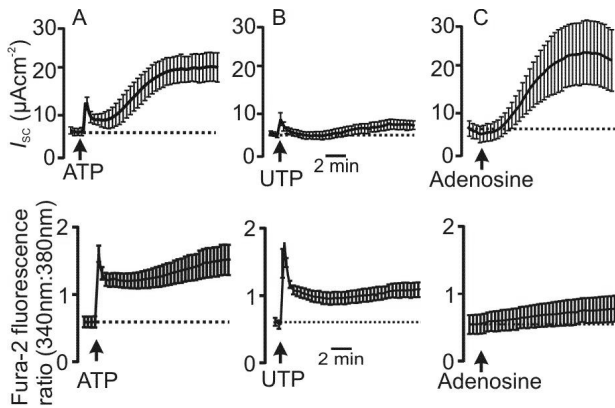 A B C
I_SC (μAcm⁻²)
30 30 30
20 20 20
10 10 10
0 0 0
ATP UTP 2 min Adenosine
Fura-2 fluorescence
ratio (340nm:380nm)
2 2 2
1 1 1
0 0 0
ATP UTP 2 min Adenosine